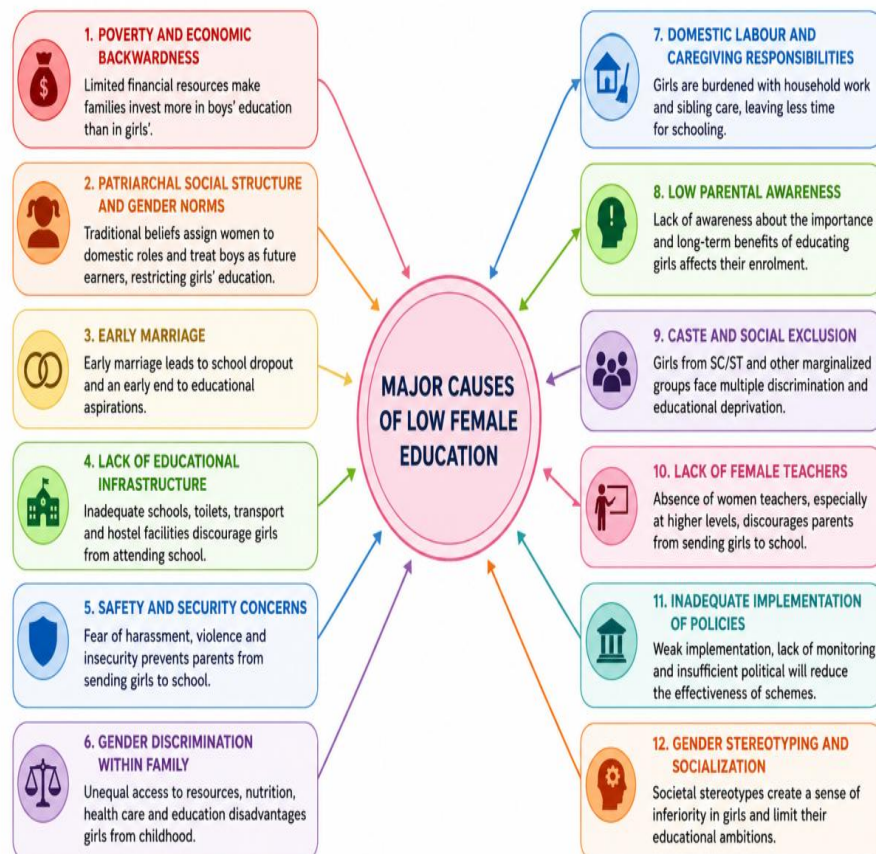 1. POVERTY AND ECONOMIC
BACKWARDNESS
Limited financial resources make
families invest more in boys' education
than in girls'.
2. PATRIARCHAL SOCIAL STRUCTURE
AND GENDER NORMS
Traditional beliefs assign women to
domestic roles and treat boys as future
earners, restricting girls' education.
3. EARLY MARRIAGE
Early marriage leads to school dropout
and an early end to educational
aspirations.
4. LACK OF EDUCATIONAL
INFRASTRUCTURE
Inadequate schools, toilets, transport
and hostel facilities discourage girls
from attending school.
5. SAFETY AND SECURITY CONCERNS
Fear of harassment, violence and
insecurity prevents parents from
sending girls to school.
6. GENDER DISCRIMINATION
WITHIN FAMILY
Unequal access to resources, nutrition,
health care and education disadvantages
girls from childhood.
MAJOR CAUSES
OF LOW FEMALE
EDUCATION
7. DOMESTIC LABOUR AND
CAREGIVING RESPONSIBILITIES
Girls are burdened with household work
and sibling care, leaving less time
for schooling.
8. LOW PARENTAL AWARENESS
Lack of awareness about the importance
and long-term benefits of educating
girls affects their enrolment.
9. CASTE AND SOCIAL EXCLUSION
Girls from SC/ST and other marginalized
groups face multiple discrimination and
educational deprivation.
10. LACK OF FEMALE TEACHERS
Absence of women teachers, especially
at higher levels, discourages parents
from sending girls to school.
11. INADEQUATE IMPLEMENTATION
OF POLICIES
Weak implementation, lack of monitoring
and insufficient political will reduce
the effectiveness of schemes.
12. GENDER STEREOTYPING AND
SOCIALIZATION
Societal stereotypes create a sense of
inferiority in girls and limit their
educational ambitions.